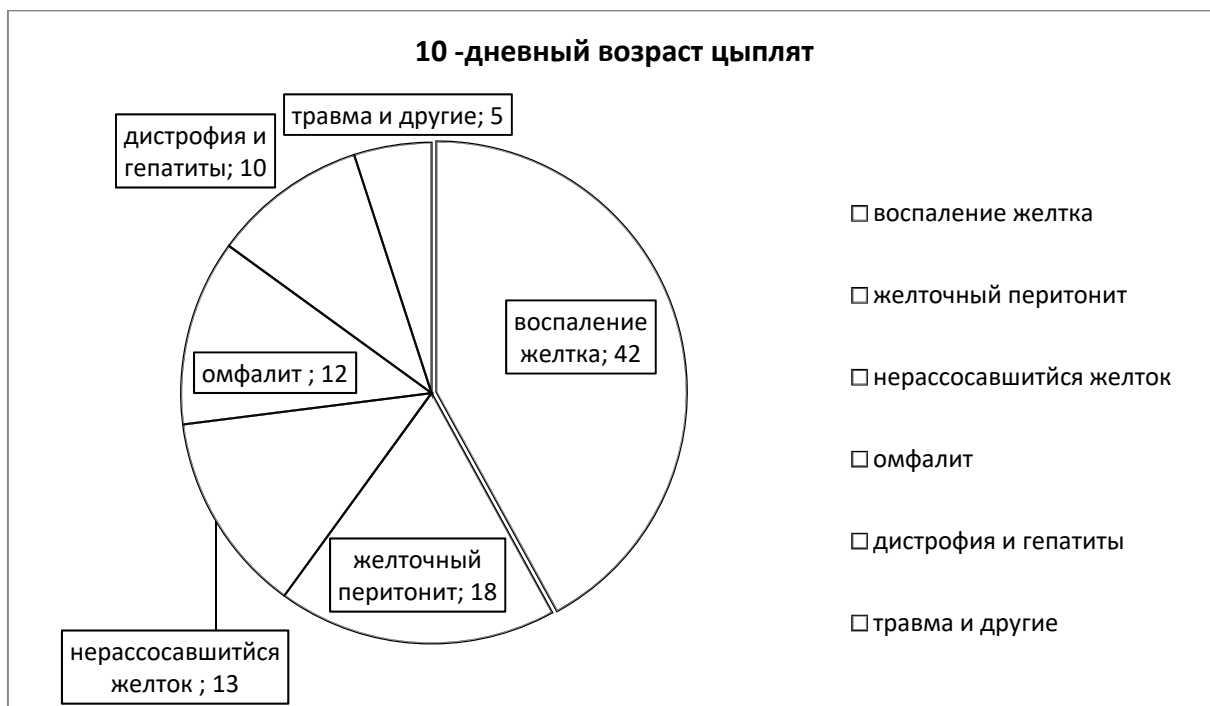 10 -дневный возраст цыплят
травма и другие; 5
дистрофия и
гепатиты; 10
воспаление
желтка; 42
омфалит ; 12
желточный
перитонит; 18
нерассосавшитйся
желток ; 13
воспаление желтка
желточный перитонит
нерассосавшитйся желток
омфалит
дистрофия и гепатиты
травма и другие